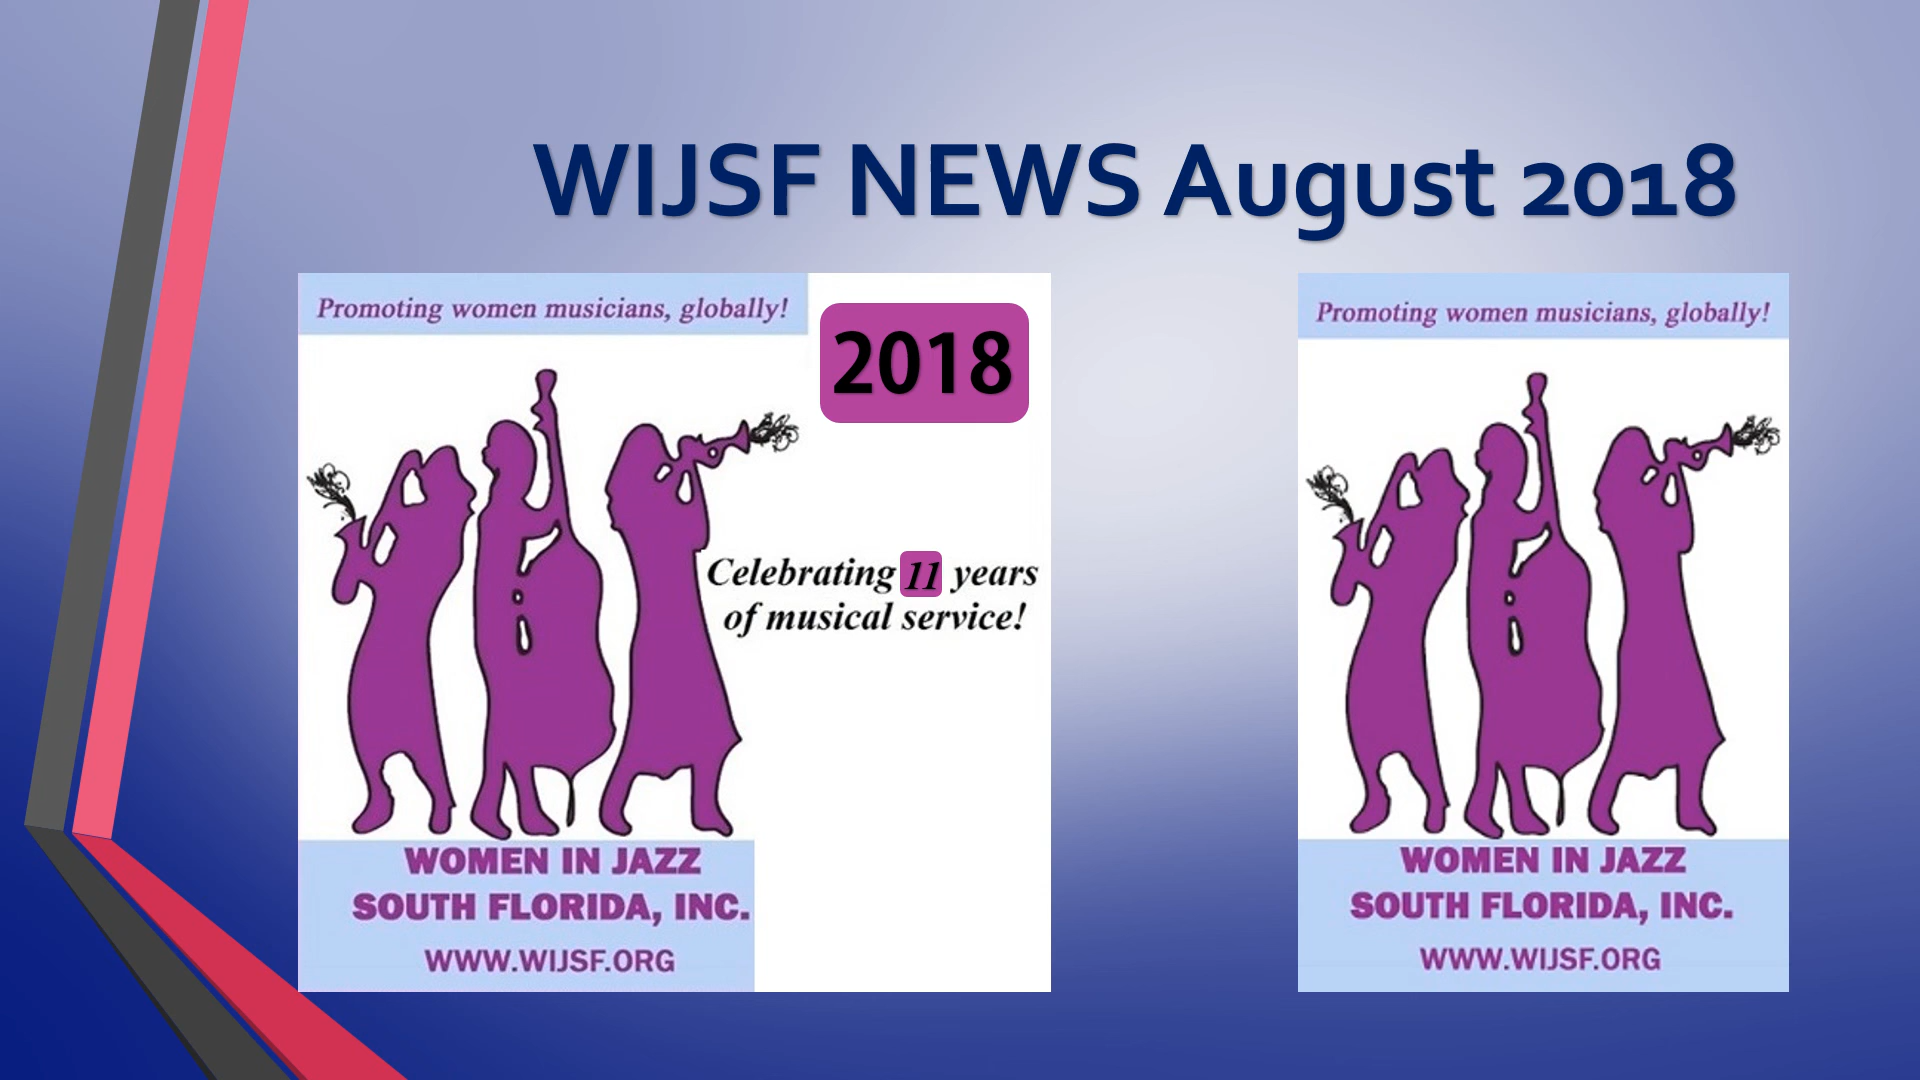 WIJSF NEWS August 2018
Promoting women musicians, globally!
2018
Celebrating 11 years
of musical service!
WOMEN IN JAZZ
SOUTH FLORIDA, INC.
WWW.WIJSF.ORG
Promoting women musicians, globally!
WOMEN IN JAZZ
SOUTH FLORIDA, INC.
WWW.WIJSF.ORG